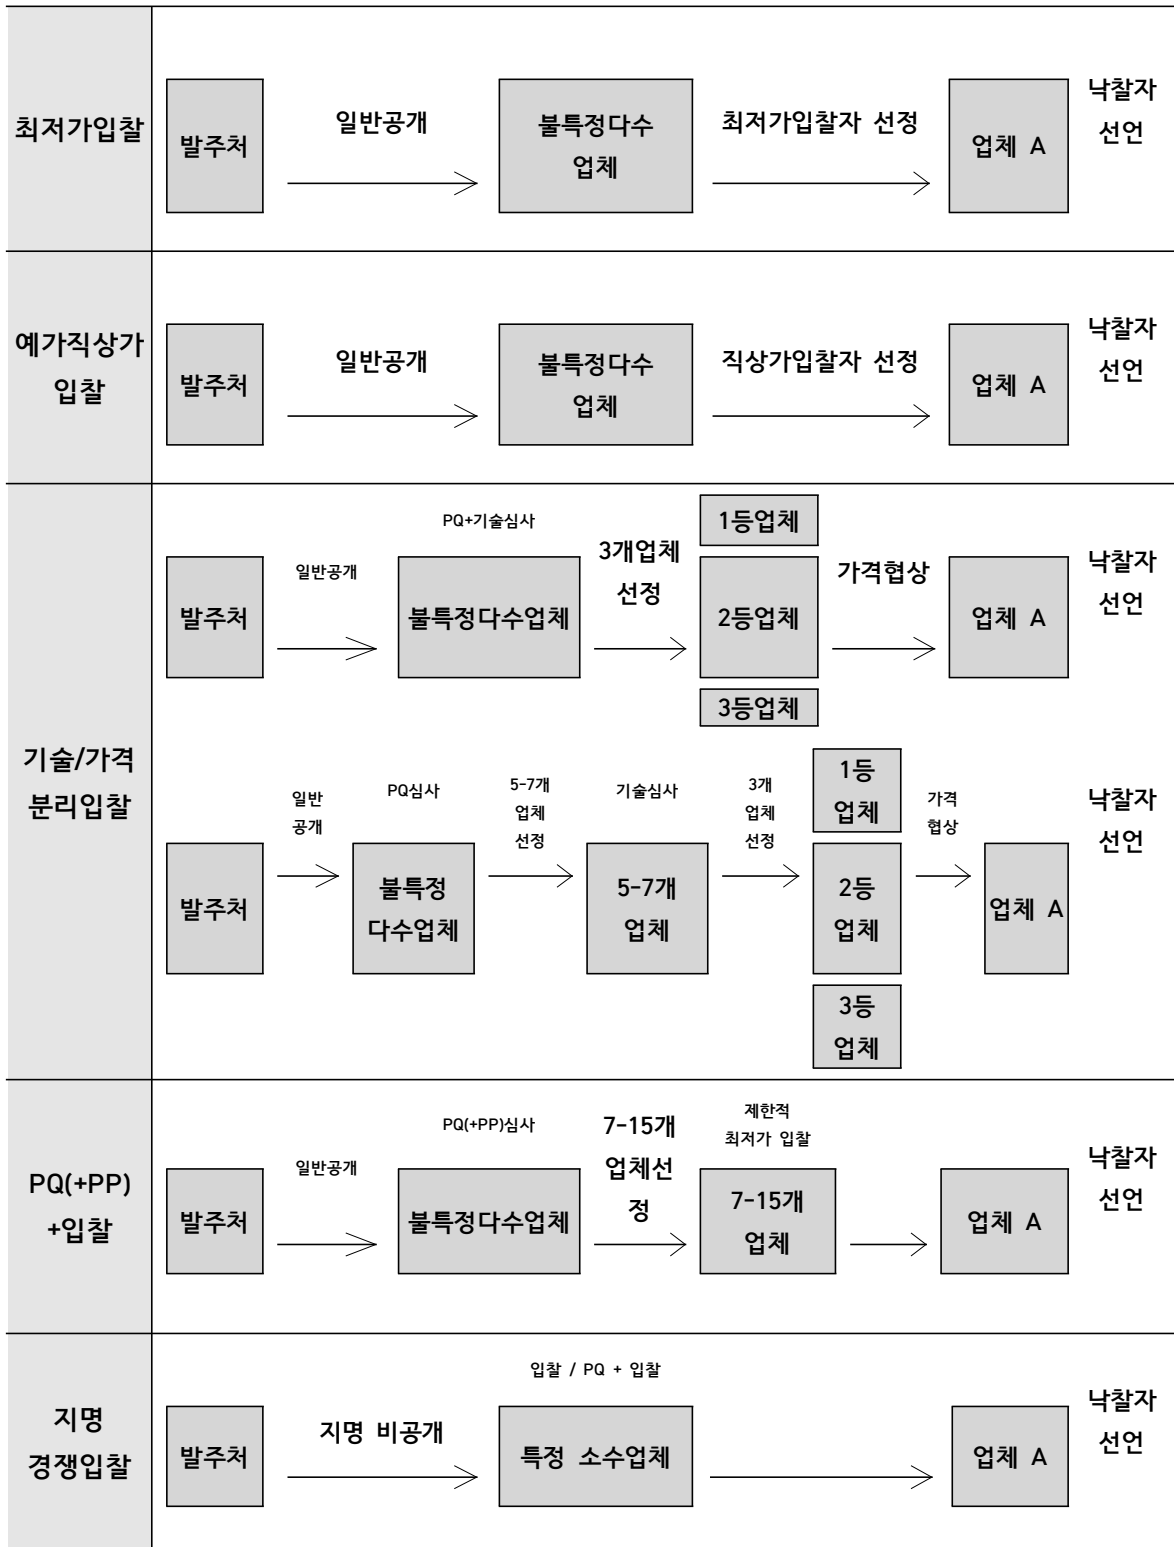 최저가입찰
발주처
일반공개
불특정다수
업체
최저가입찰자 선정
업체 A
낙찰자
선언
예가직상가
입찰
발주처
일반공개
불특정다수
업체
직상가입찰자 선정
업체 A
낙찰자
선언
기술/가격
분리입찰
발주처
일반공개
PQ+기술심사
불특정다수업체
3개업체
선정
1등업체
2등업체
3등업체
가격협상
업체 A
낙찰자
선언
발주처
일반
공개
PQ심사
불특정
다수업체
5-7개
업체
선정
기술심사
5-7개
업체
3개
업체
선정
1등
업체
2등
업체
3등
업체
가격
협상
업체 A
낙찰자
선언
PQ(+PP)
+입찰
발주처
일반공개
PQ(+PP)심사
불특정다수업체
7-15개
업체선
정
제한적
최저가 입찰
7-15개
업체
업체 A
낙찰자
선언
지명
경쟁입찰
발주처
지명 비공개
입찰 / PQ + 입찰
특정 소수업체
업체 A
낙찰자
선언